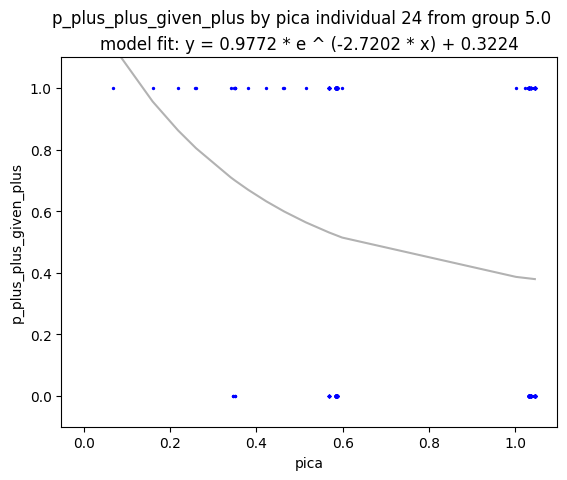 p_plus_plus_given_plus by pica individual 24 from group 5.0
model fit: y = 0.9772 * e ^ (-2.7202 * x) + 0.3224
p_plus_plus_given_plus
1.0
0.8
0.6
0.4
0.2
0.0
0.0 0.2 0.4 0.6 0.8 1.0
pica